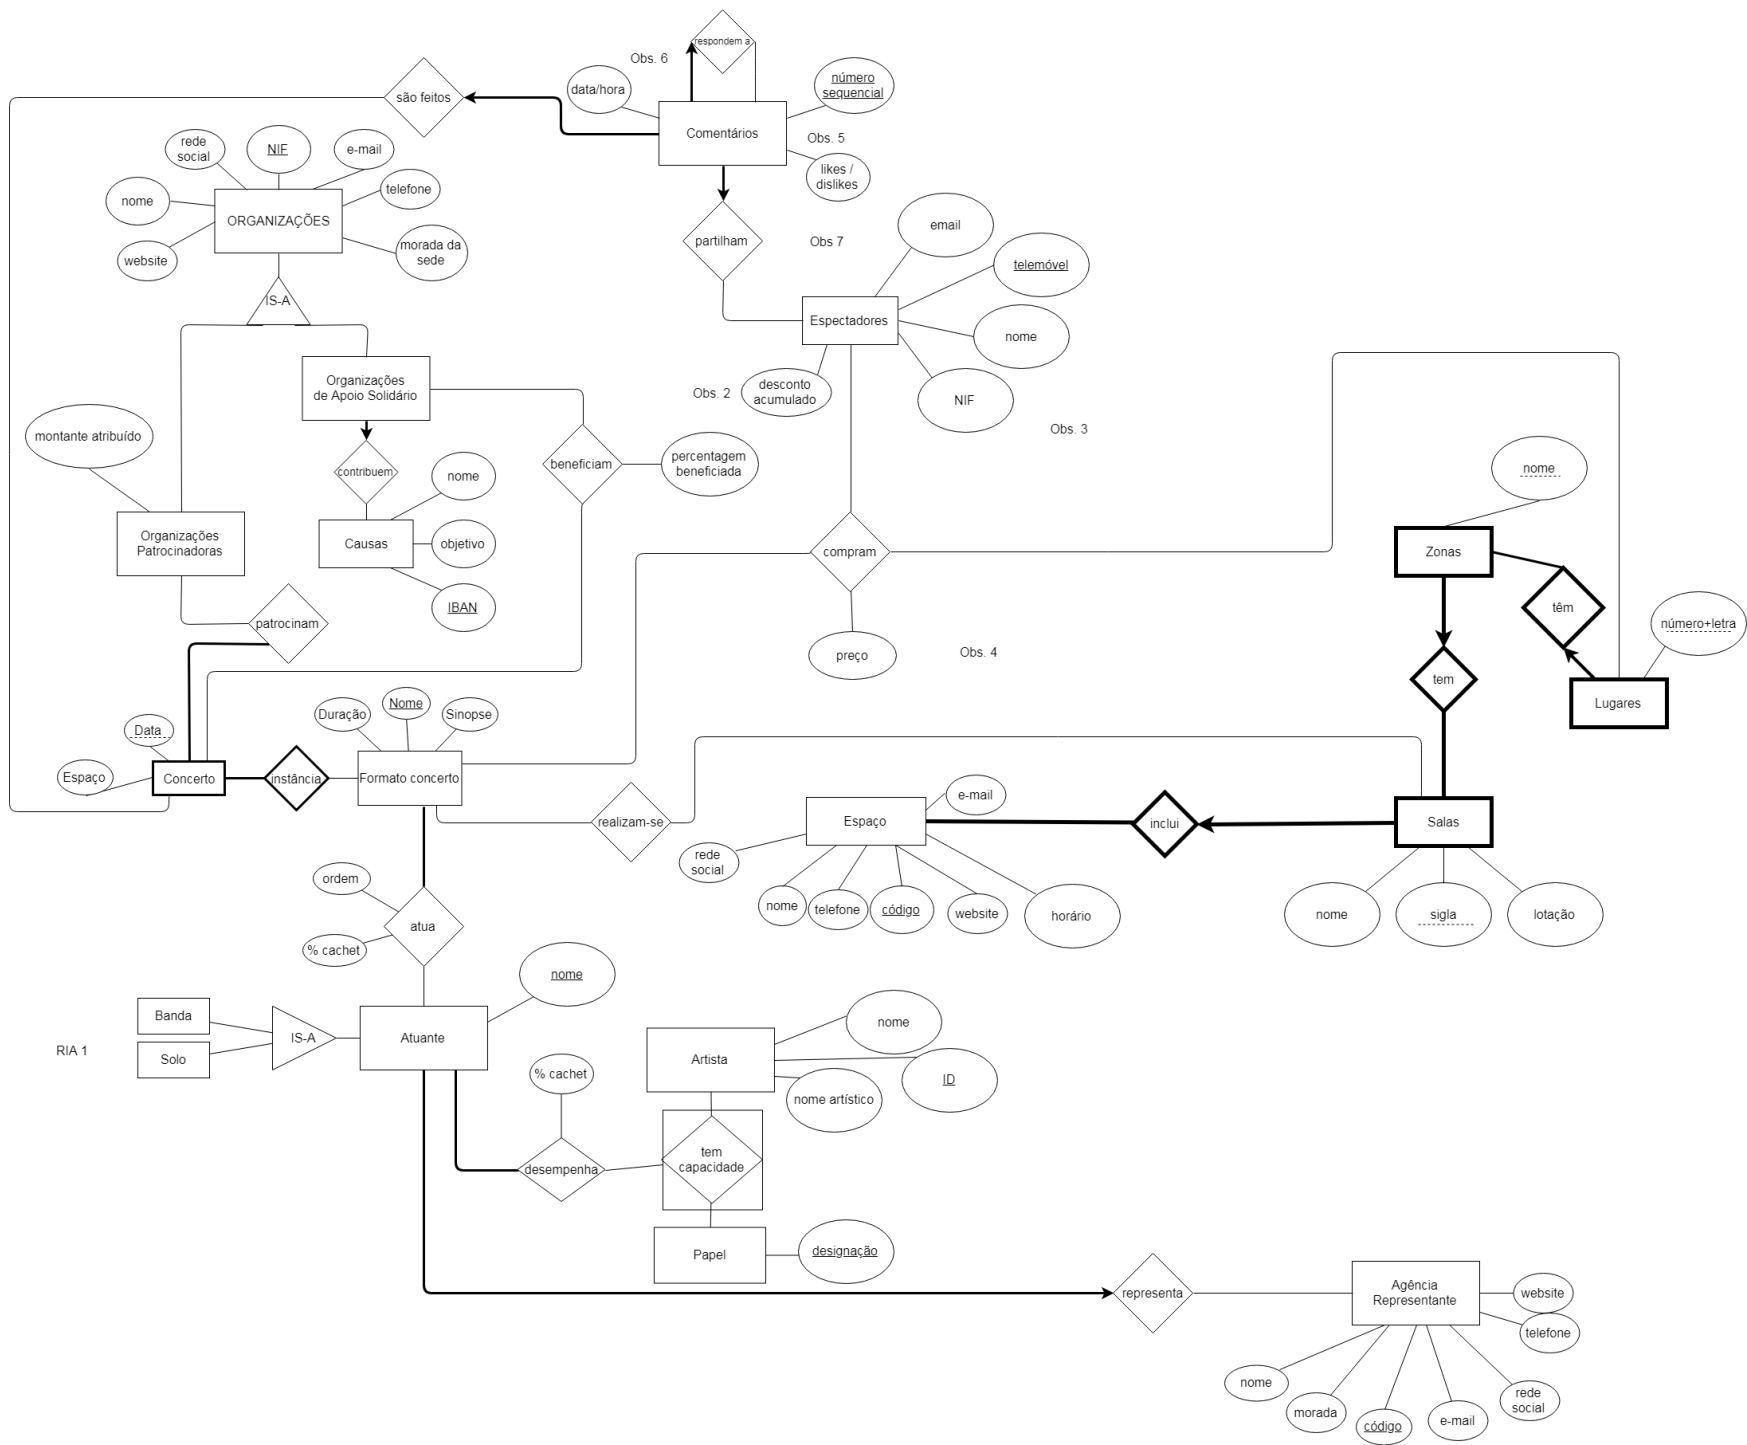 respondem a
Obs. 6
são feitos
data/hora
número
sequencial
Comentários
Obs. 5
likes /
dislikes
rede
social
NIF
e-mail
nome
telefone
ORGANIZAÇÕES
website
morada da
sede
IS-A
partilham
Obs 7
email
telemóvel
Espectadores
nome
Organizações
de Apoio Solidário
Obs. 2
desconto
acumulado
NIF
Obs. 3
montante atribuído
contribuem
nome
beneficiam
percentagem
beneficiada
nome
Organizações
Patrocinadoras
Causas
objetivo
compram
Zonas
IBAN
têm
número+letra
patrocinam
preço
Obs. 4
tem
Lugares
Data
Duração
Nome
Sinopse
Espaço
Concerto
instância
Formato concerto
realizam-se
Espaço
e-mail
inclui
Salas
rede
social
nome
telefone
código
website
horário
nome
sigla
lotação
ordem
atua
% cachet
nome
Banda
IS-A
Atuante
Solo
RIA 1
Artista
nome
ID
nome artístico
% cachet
desempenha
tem
capacidade
Papel
designação
representa
Agência
Representante
website
telefone
nome
morada
código
e-mail
rede
social